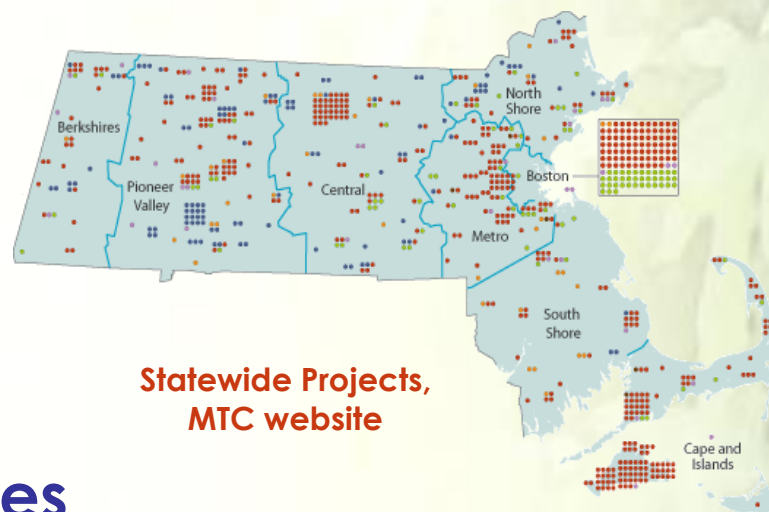 North
Shore
Berkshires
Boston
Pioneer
Valley
Central
Metro
South
Shore
Statewide Projects,
MTC website
Cape and
Islands
es